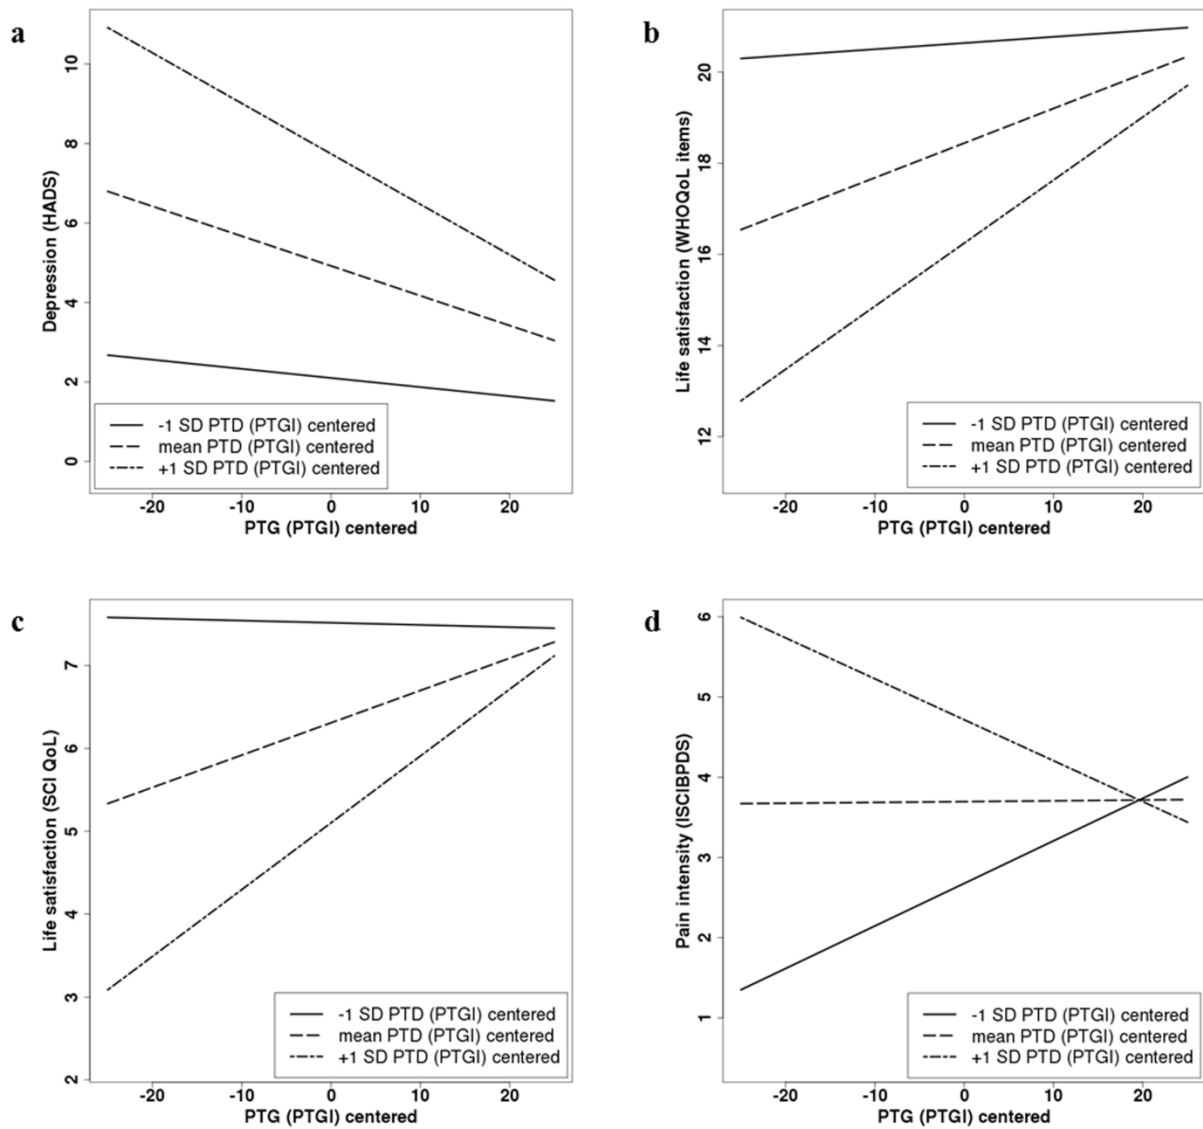 a
Depression (HADS)
10
8
6
4
2
0
-1 SD PTD (PTGI) centered
mean PTD (PTGI) centered
+1 SD PTD (PTGI) centered
-20 -10 0 10 20
PTG (PTGI) centered
b
Life satisfaction (WHOQoL items)
20
18
16
14
12
-1 SD PTD (PTGI) centered
mean PTD (PTGI) centered
+1 SD PTD (PTGI) centered
-20 -10 0 10 20
PTG (PTGI) centered
c
Life satisfaction (SCI QoL)
7
6
5
4
3
2
-1 SD PTD (PTGI) centered
mean PTD (PTGI) centered
+1 SD PTD (PTGI) centered
-20 -10 0 10 20
PTG (PTGI) centered
d
Pain intensity (ISCIBPDS)
6
5
4
3
2
1
-1 SD PTD (PTGI) centered
mean PTD (PTGI) centered
+1 SD PTD (PTGI) centered
-20 -10 0 10 20
PTG (PTGI) centered